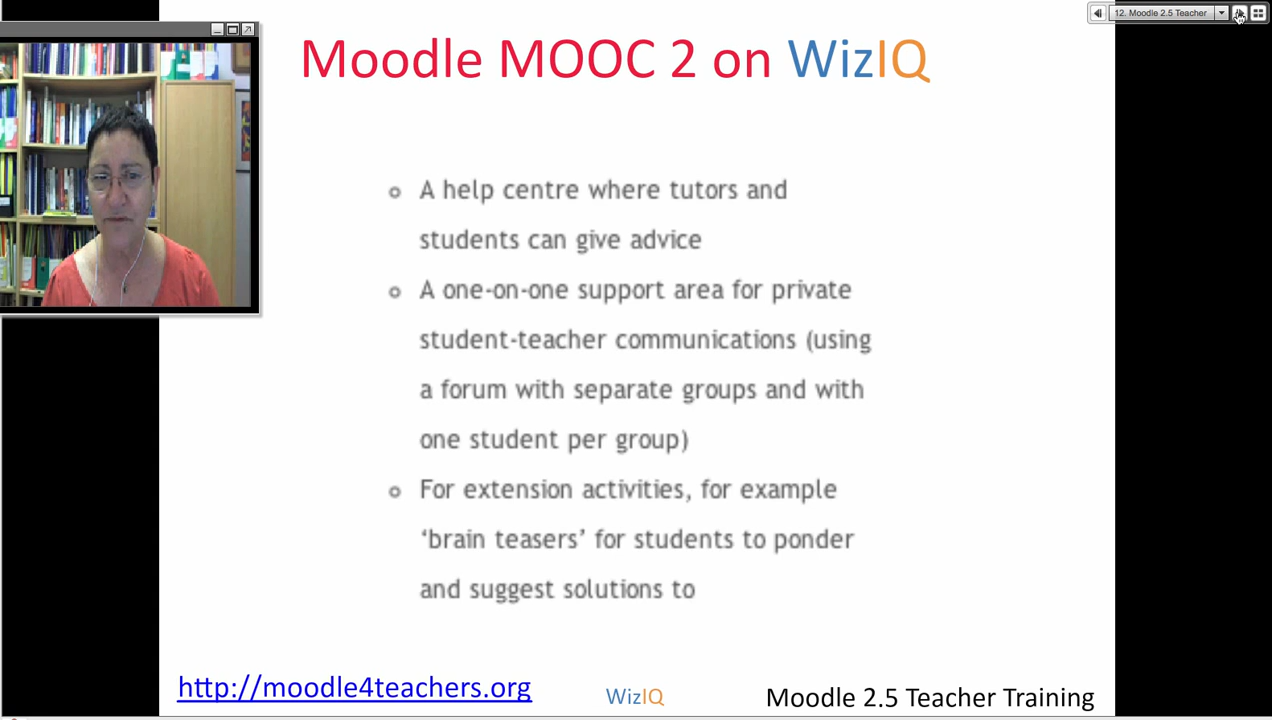 12. Moodle 2.5 Teacher
Moodle MOOC 2 on WizIQ
A help centre where tutors and
students can give advice
A one-on-one support area for private
student-teacher communications (using
a forum with separate groups and with
one student per group)
For extension activities, for example
‘brain teasers’ for students to ponder
and suggest solutions to
http://moodle4teachers.org
WizIQ
Moodle 2.5 Teacher Training